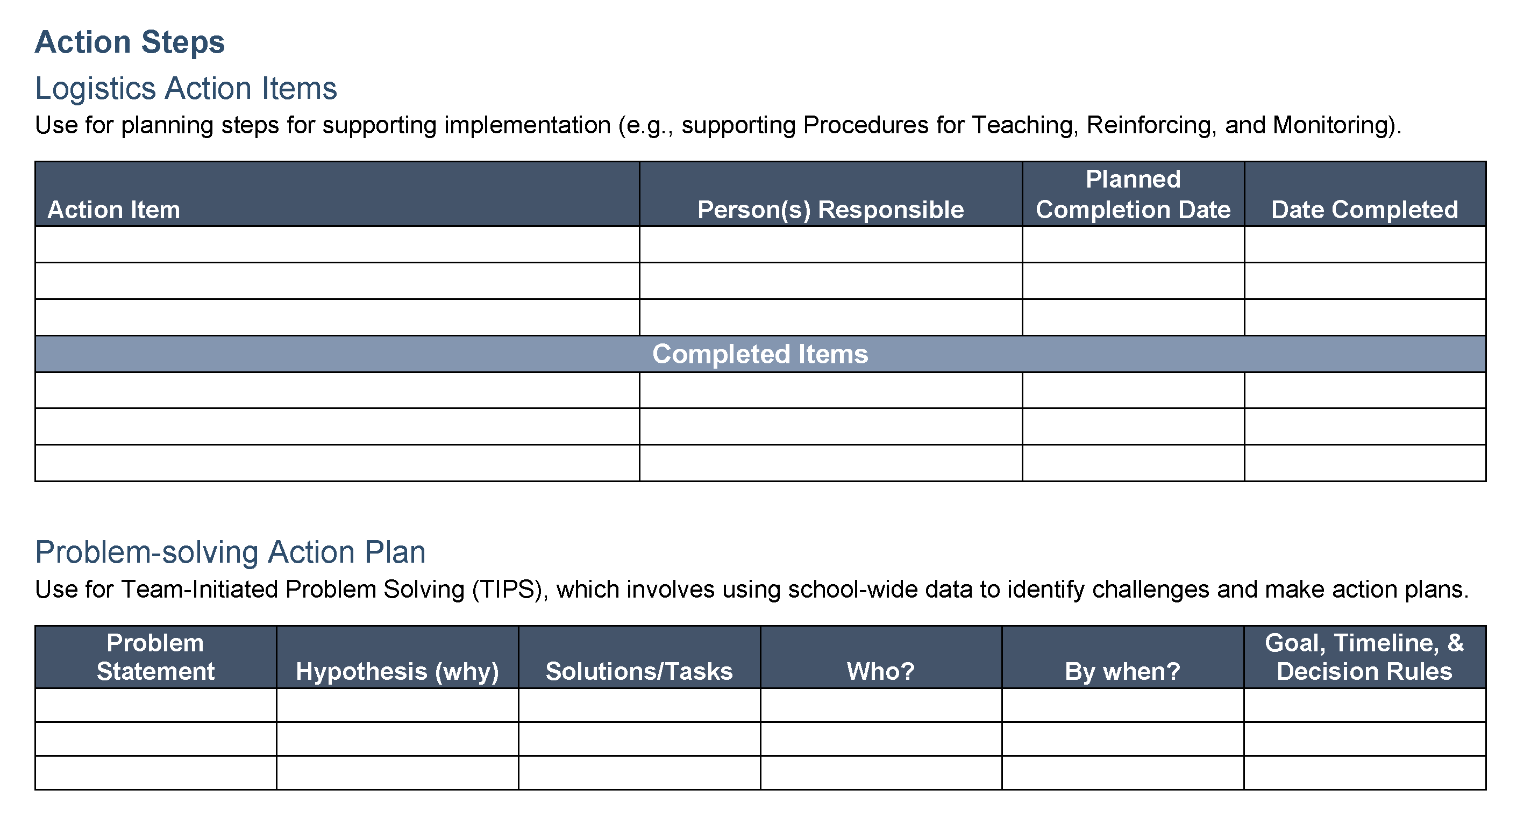 Action Steps
Logistics Action Items
Use for planning steps for supporting implementation (e.g., supporting Procedures for Teaching, Reinforcing, and Monitoring).
Action Item
Person(s) Responsible
Planned
Completion Date
Date Completed
Completed Items
Problem-solving Action Plan
Use for Team-Initiated Problem Solving (TIPS), which involves using school-wide data to identify challenges and make action plans.
Problem
Statement
Hypothesis (why)
Solutions/Tasks
Who?
By when?
Goal, Timeline, &
Decision Rules